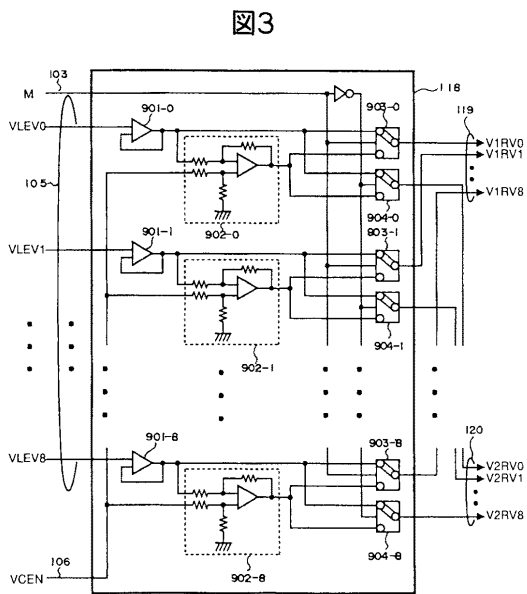 図3
103
118
M
901-0
903-0
119
VLEV0
V1RV0
V1RV1
105
V1RV8
902-0
904-0
901-1
903-1
VLEV1
902-1
904-1
901-8
903-8
120
VLEV8
V2RV0
V2RV1
V2RV8
106
904-8
VCEN
902-8